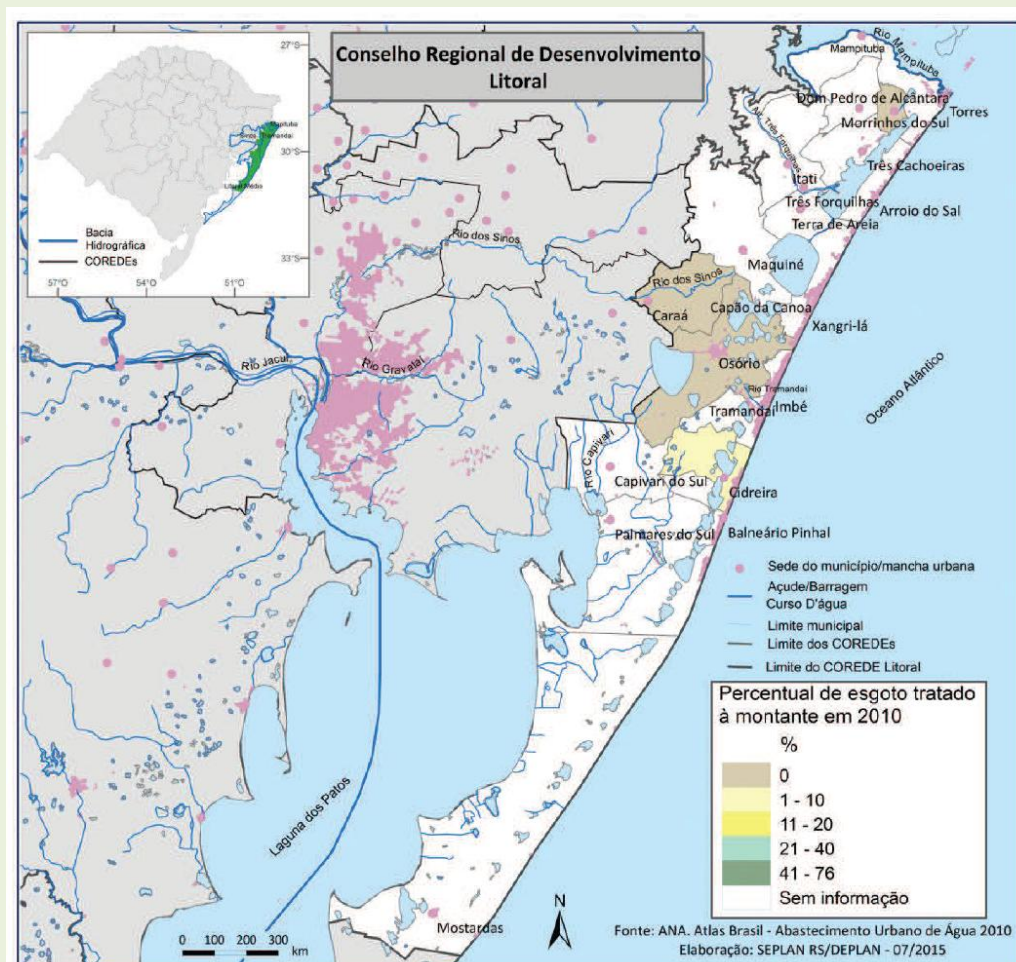 Conselho Regional de Desenvolvimento
Litoral
27°S
30°S
33°S
57°O
54°O
51°O
Litoral Médio
Bacia
Hidrográfica
COREDEs
Mampituba
Rio Mampituba
Dom Pedro de Alcântara
Torres
Morrinhos do Sul
Arr. Três Forquilhas
Três Cachoeiras
Itati
Três Forquilhas
Arroio do Sal
Terra de Areia
Rio dos Sinos
Maquiné
Rio dos Sinos
Caraá
Capão da Canoa
Xangri-lá
Rio Jacuí
Rio Gravataí
Osório
Rio Tramandaí
Oceano Atlântico
Tramandaí
Imbé
Rio Capivari
Capivari do Sul
Cidreira
Palmares do Sul
Balneário Pinhal
Sede do município/mancha urbana
Açude/Barragem
Curso D'água
Limite municipal
Limite dos COREDEs
Limite do COREDE Litoral
Percentual de esgoto tratado
à montante em 2010
%
0
1 - 10
11 - 20
21 - 40
41 - 76
Sem informação
Laguna dos Patos
Mostardas
N
0 100 200 300
km
Fonte: ANA. Atlas Brasil - Abastecimento Urbano de Água 2010
Elaboração: SEPLAN RS/DEPLAN - 07/2015